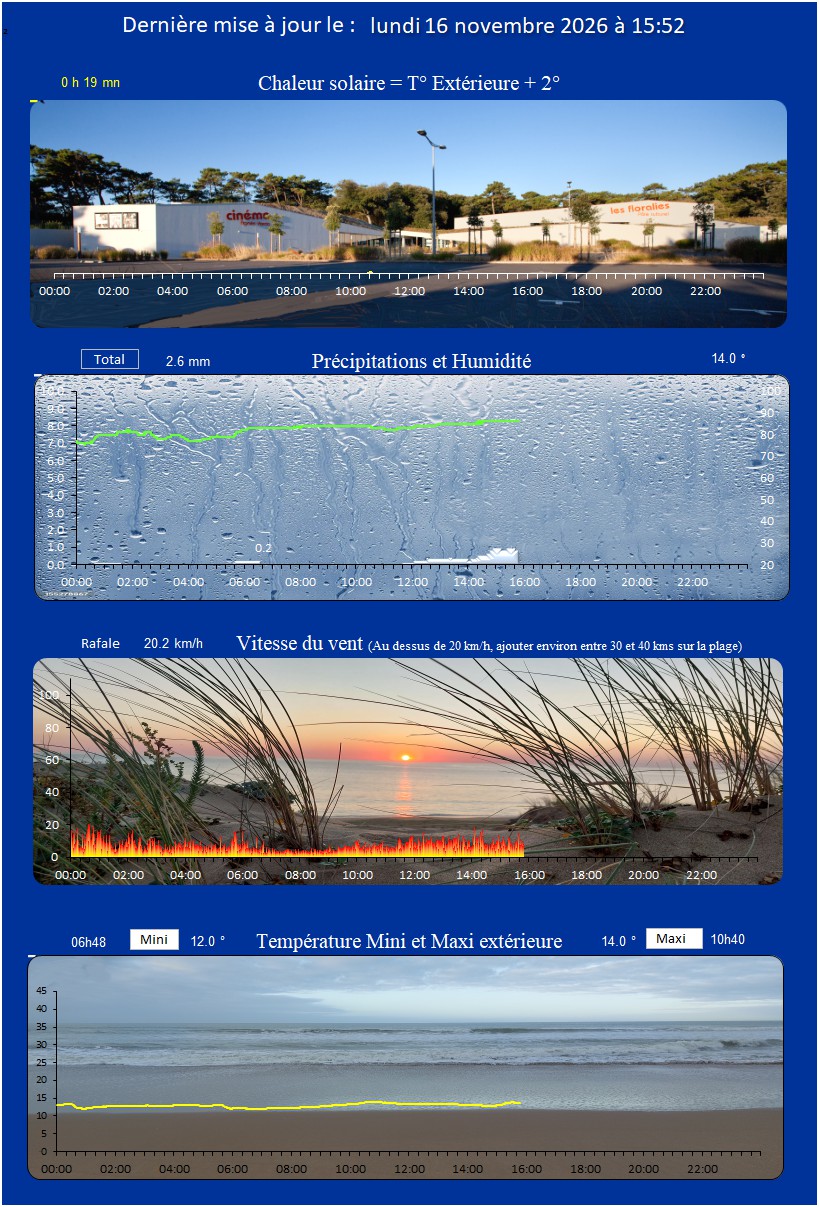 Dernière mise à jour le : lundi 16 novembre 2026 à 15:52
0 h 19 mn Chaleur solaire = T° Extérieure + 2°
cinéma
les floralies
00:00 02:00 04:00 06:00 08:00 10:00 12:00 14:00 16:00 18:00 20:00 22:00
Total 2.6 mm Précipitations et Humidité 14.0 °
10.0 100
9.0 90
8.0 80
7.0 70
6.0 60
5.0 50
4.0
3.0 40
2.0
1.0 0.2 30
0.0 20
00:00 02:00 04:00 06:00 08:00 10:00 12:00 14:00 16:00 18:00 20:00 22:00
Rafale 20.2 km/h Vitesse du vent (Au dessus de 20 km/h, ajouter environ entre 30 et 40 kms sur la plage)
100
80
60
40
20
0
00:00 02:00 04:00 06:00 08:00 10:00 12:00 14:00 16:00 18:00 20:00 22:00
06h48 Mini 12.0 ° Température Mini et Maxi extérieure 14.0 ° Maxi 10h40
45
40
35
30
25
20
15
10
5
0
00:00 02:00 04:00 06:00 08:00 10:00 12:00 14:00 16:00 18:00 20:00 22:00